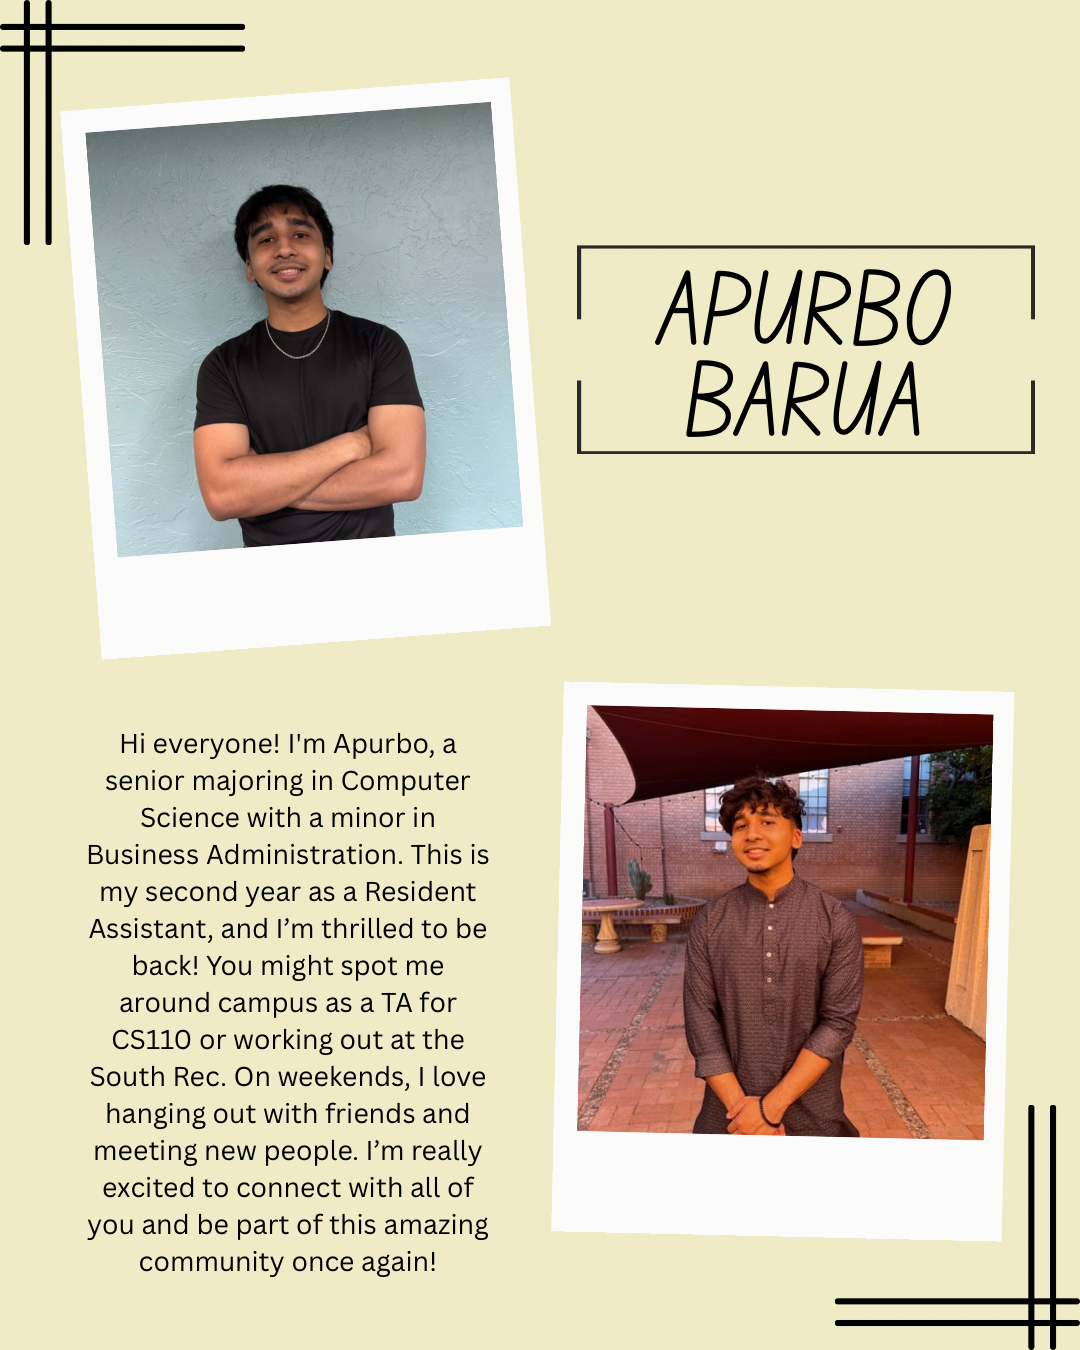 APURBO
BARUA
Hi everyone! I'm Apurbo, a
senior majoring in Computer
Science with a minor in
Business Administration. This is
my second year as a Resident
Assistant, and I’m thrilled to be
back! You might spot me
around campus as a TA for
CS110 or working out at the
South Rec. On weekends, I love
hanging out with friends and
meeting new people. I’m really
excited to connect with all of
you and be part of this amazing
community once again!